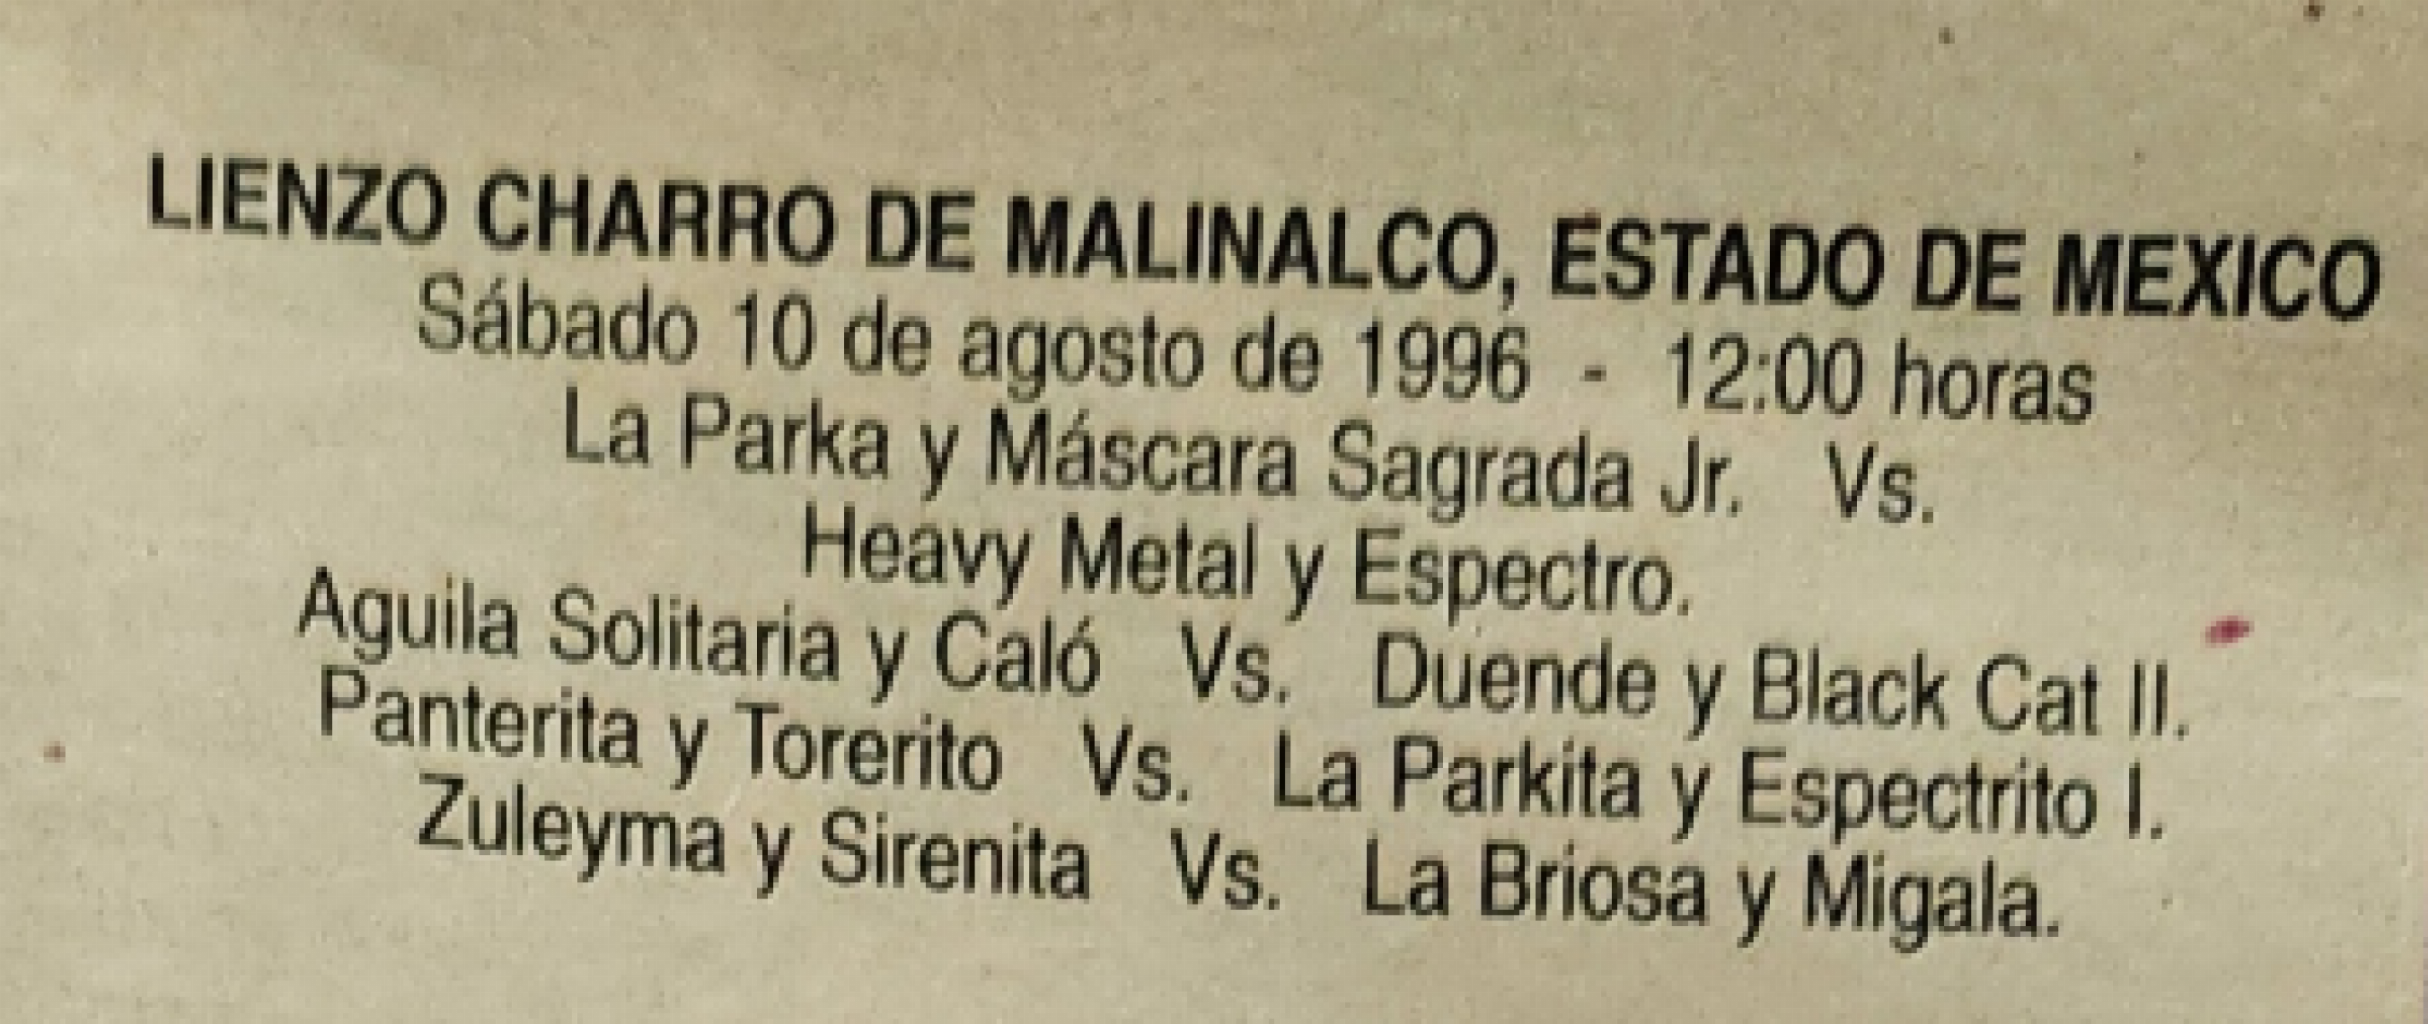 LIENZO CHARRO DE MALINALCO, ESTADO DE MEXICO
Sábado 10 de agosto de 1996 - 12:00 horas
La Parka y Máscara Sagrada Jr. Vs.
Heavy Metal y Espectro.
Aguila Solitaria y Caló Vs. Duende y Black Cat II.
Panterita y Torerito Vs. La Parkita y Espectrito I.
Zuleyma y Sirenita Vs. La Briosa y Migala.